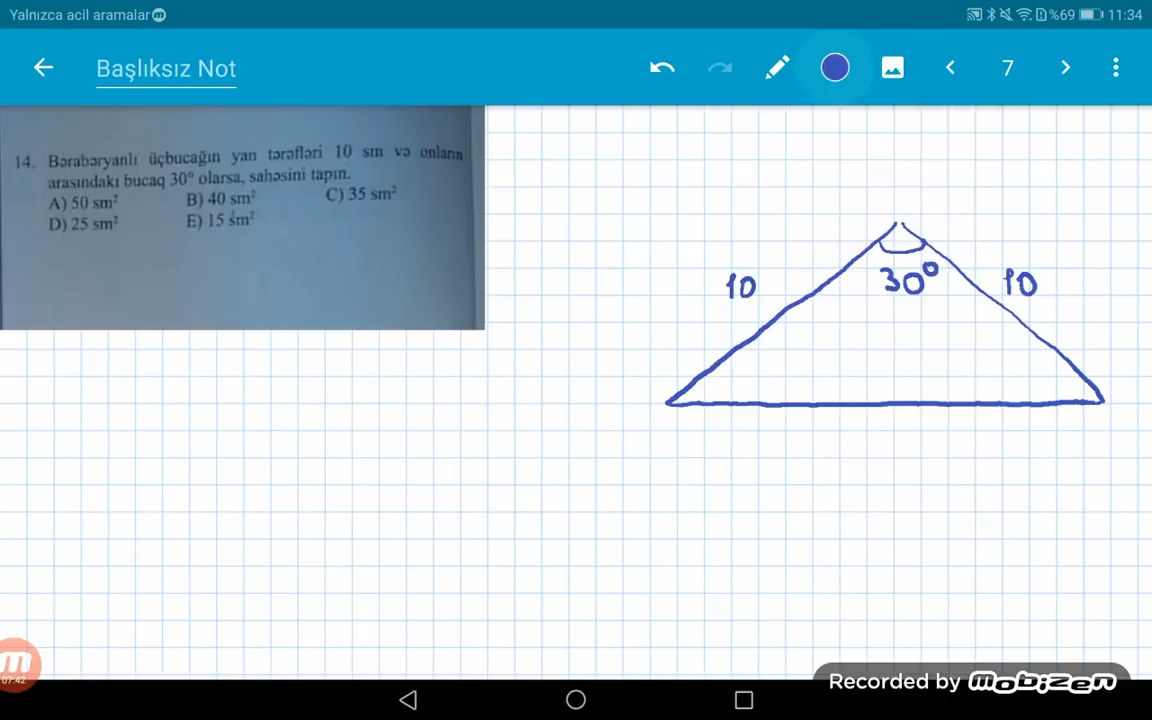 Yalnızca acil aramalar
%69 11:34
Başlıksız Not
7
14. Bərabəryanlı üçbucağın yan tərəfləri 10 sm və onların
arasındakı bucaq 30° olarsa, sahəsini tapın.
A) 50 sm² B) 40 sm² C) 35 sm²
D) 25 sm² E) 15 sm²
10 30° 10
07:42
Recorded by mobizen